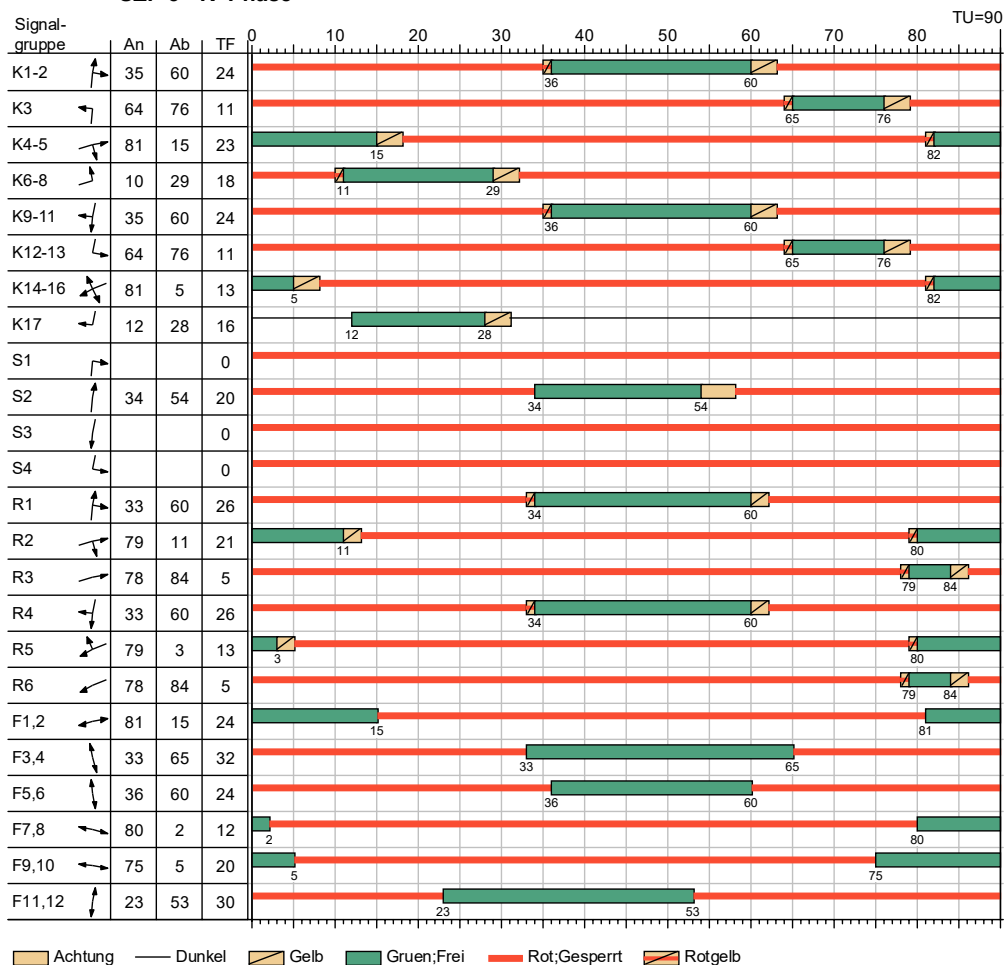 TU=90
Signal-
gruppe An Ab TF 0 10 20 30 40 50 60 70 80
K1-2 35 60 24 36 60
K3 64 76 11 65 76
K4-5 81 15 23 15 82
K6-8 10 29 18 11 29
K9-11 35 60 24 36 60
K12-13 64 76 11 65 76
K14-16 81 5 13 5 82
K17 12 28 16 12 28
S1 0
S2 34 54 20 34 54
S3 0
S4 0
R1 33 60 26 34 60
R2 79 11 21 11 80
R3 78 84 5 79 84
R4 33 60 26 34 60
R5 79 3 13 3 80
R6 78 84 5 79 84
F1,2 81 15 24 15 81
F3,4 33 65 32 33 65
F5,6 36 60 24 36 60
F7,8 80 2 12 2 80
F9,10 75 5 20 5 75
F11,12 23 53 30 23 53
Achtung Dunkel Gelb Gruen;Frei Rot;Gesperrt Rotgelb